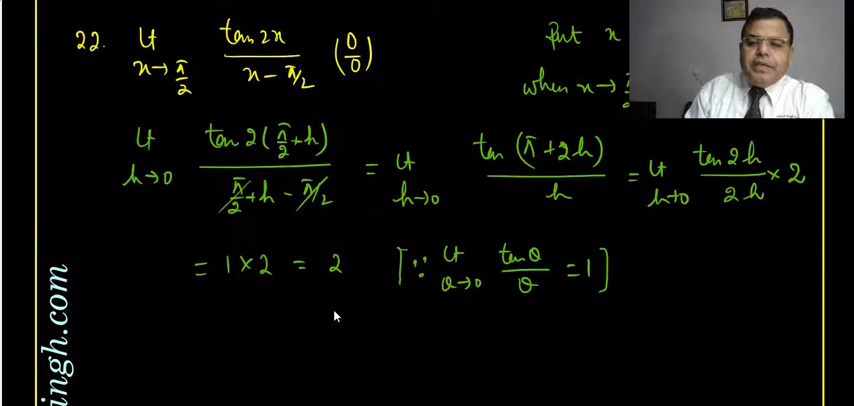 22. Lt x→π/2 tan 2x / x - π/2 (0/0)
Put x
when x→π/2
Lt h→0 tan 2(π/2+h) / π/2+h - π/2 = Lt h→0 tan (π+2h) / h = Lt h→0 tan 2h / 2h × 2
= 1 × 2 = 2 [∵ Lt θ→0 tan θ / θ = 1]
ingh.com